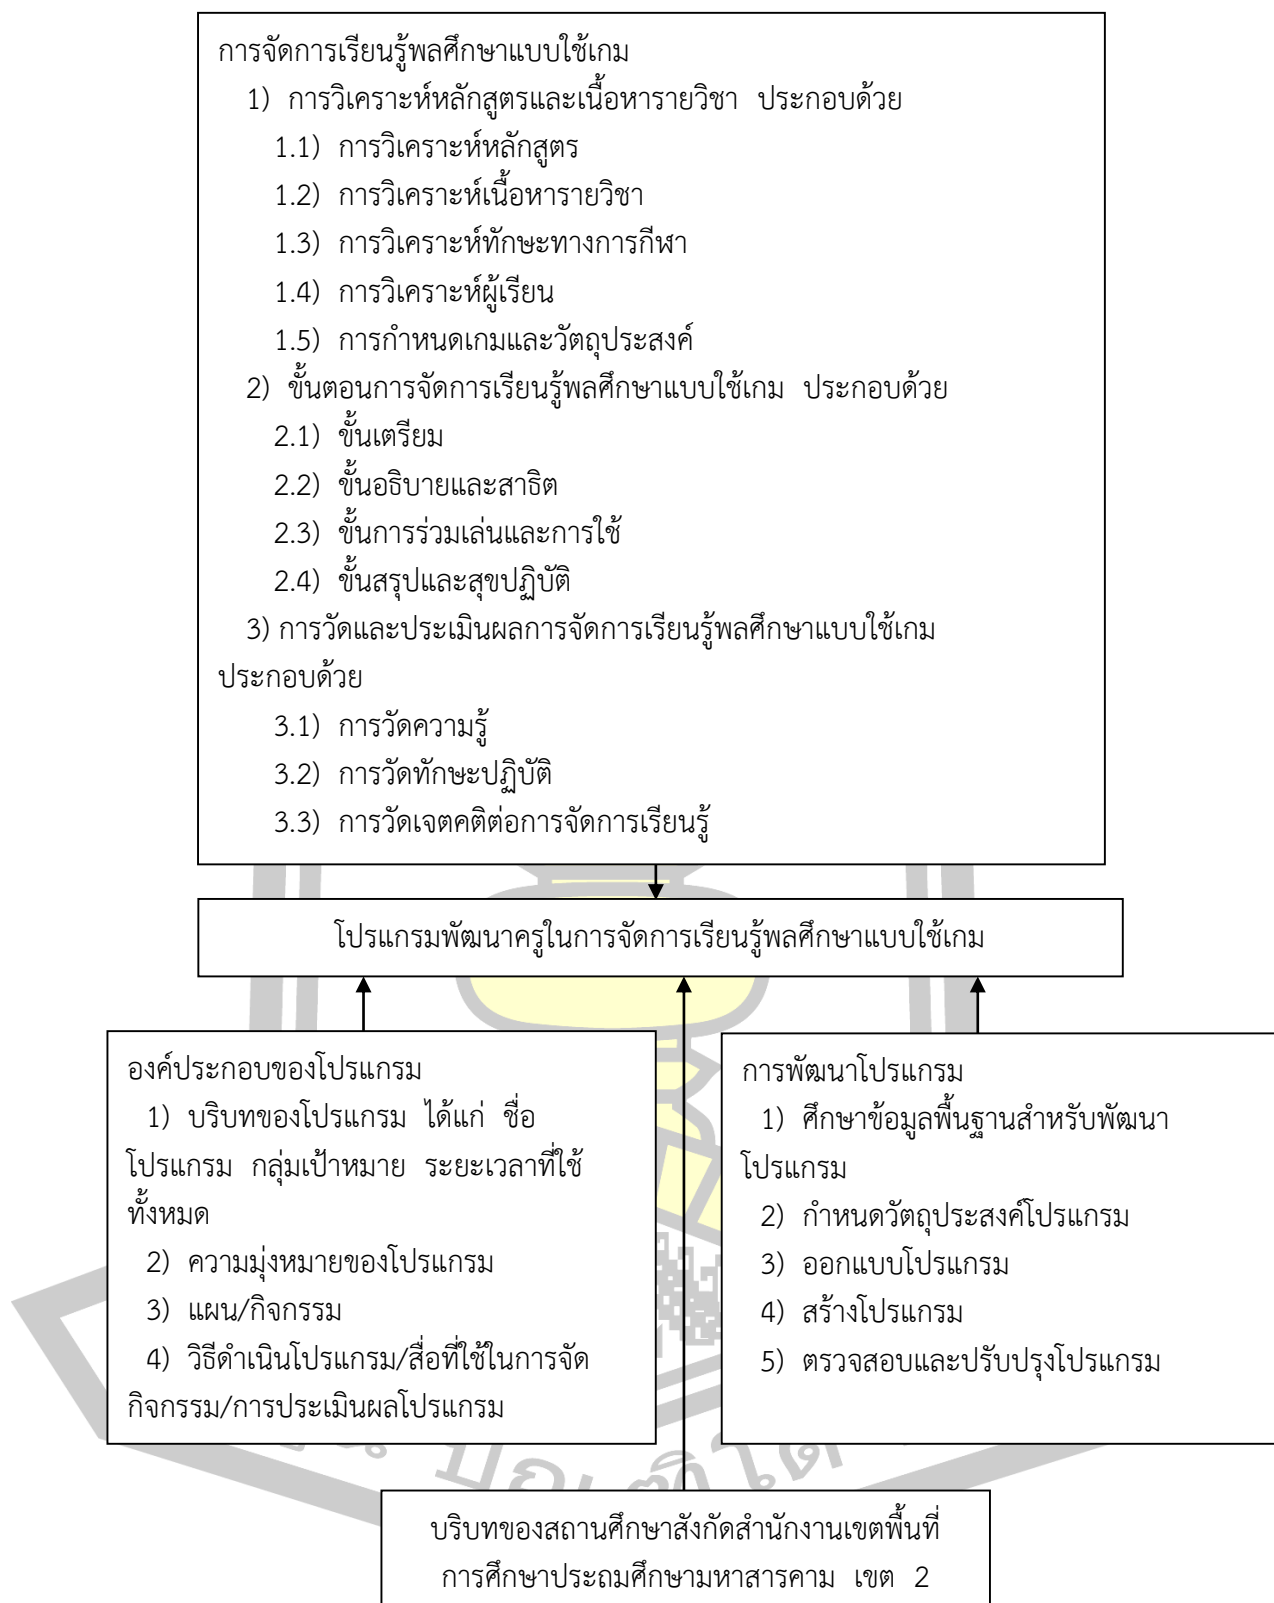 การจัดการเรียนรู้พลศึกษาแบบใช้เกม
1) การวิเคราะห์หลักสูตรและเนื้อหารายวิชา ประกอบด้วย
1.1) การวิเคราะห์หลักสูตร
1.2) การวิเคราะห์เนื้อหารายวิชา
1.3) การวิเคราะห์ทักษะทางการกีฬา
1.4) การวิเคราะห์ผู้เรียน
1.5) การกำหนดเกมและวัตถุประสงค์
2) ขั้นตอนการจัดการเรียนรู้พลศึกษาแบบใช้เกม ประกอบด้วย
2.1) ขั้นเตรียม
2.2) ขั้นอธิบายและสาธิต
2.3) ขั้นการร่วมเล่นและการใช้
2.4) ขั้นสรุปและสุขปฏิบัติ
3) การวัดและประเมินผลการจัดการเรียนรู้พลศึกษาแบบใช้เกม
ประกอบด้วย
3.1) การวัดความรู้
3.2) การวัดทักษะปฏิบัติ
3.3) การวัดเจตคติต่อการจัดการเรียนรู้
โปรแกรมพัฒนาครูในการจัดการเรียนรู้พลศึกษาแบบใช้เกม
องค์ประกอบของโปรแกรม
1) บริบทของโปรแกรม ได้แก่ ชื่อ
โปรแกรม กลุ่มเป้าหมาย ระยะเวลาที่ใช้
ทั้งหมด
2) ความมุ่งหมายของโปรแกรม
3) แผน/กิจกรรม
4) วิธีดำเนินโปรแกรม/สื่อที่ใช้ในการจัด
กิจกรรม/การประเมินผลโปรแกรม
การพัฒนาโปรแกรม
1) ศึกษาข้อมูลพื้นฐานสำหรับพัฒนา
โปรแกรม
2) กำหนดวัตถุประสงค์โปรแกรม
3) ออกแบบโปรแกรม
4) สร้างโปรแกรม
5) ตรวจสอบและปรับปรุงโปรแกรม
บริบทของสถานศึกษาสังกัดสำนักงานเขตพื้นที่
การศึกษาประถมศึกษามหาสารคาม เขต 2